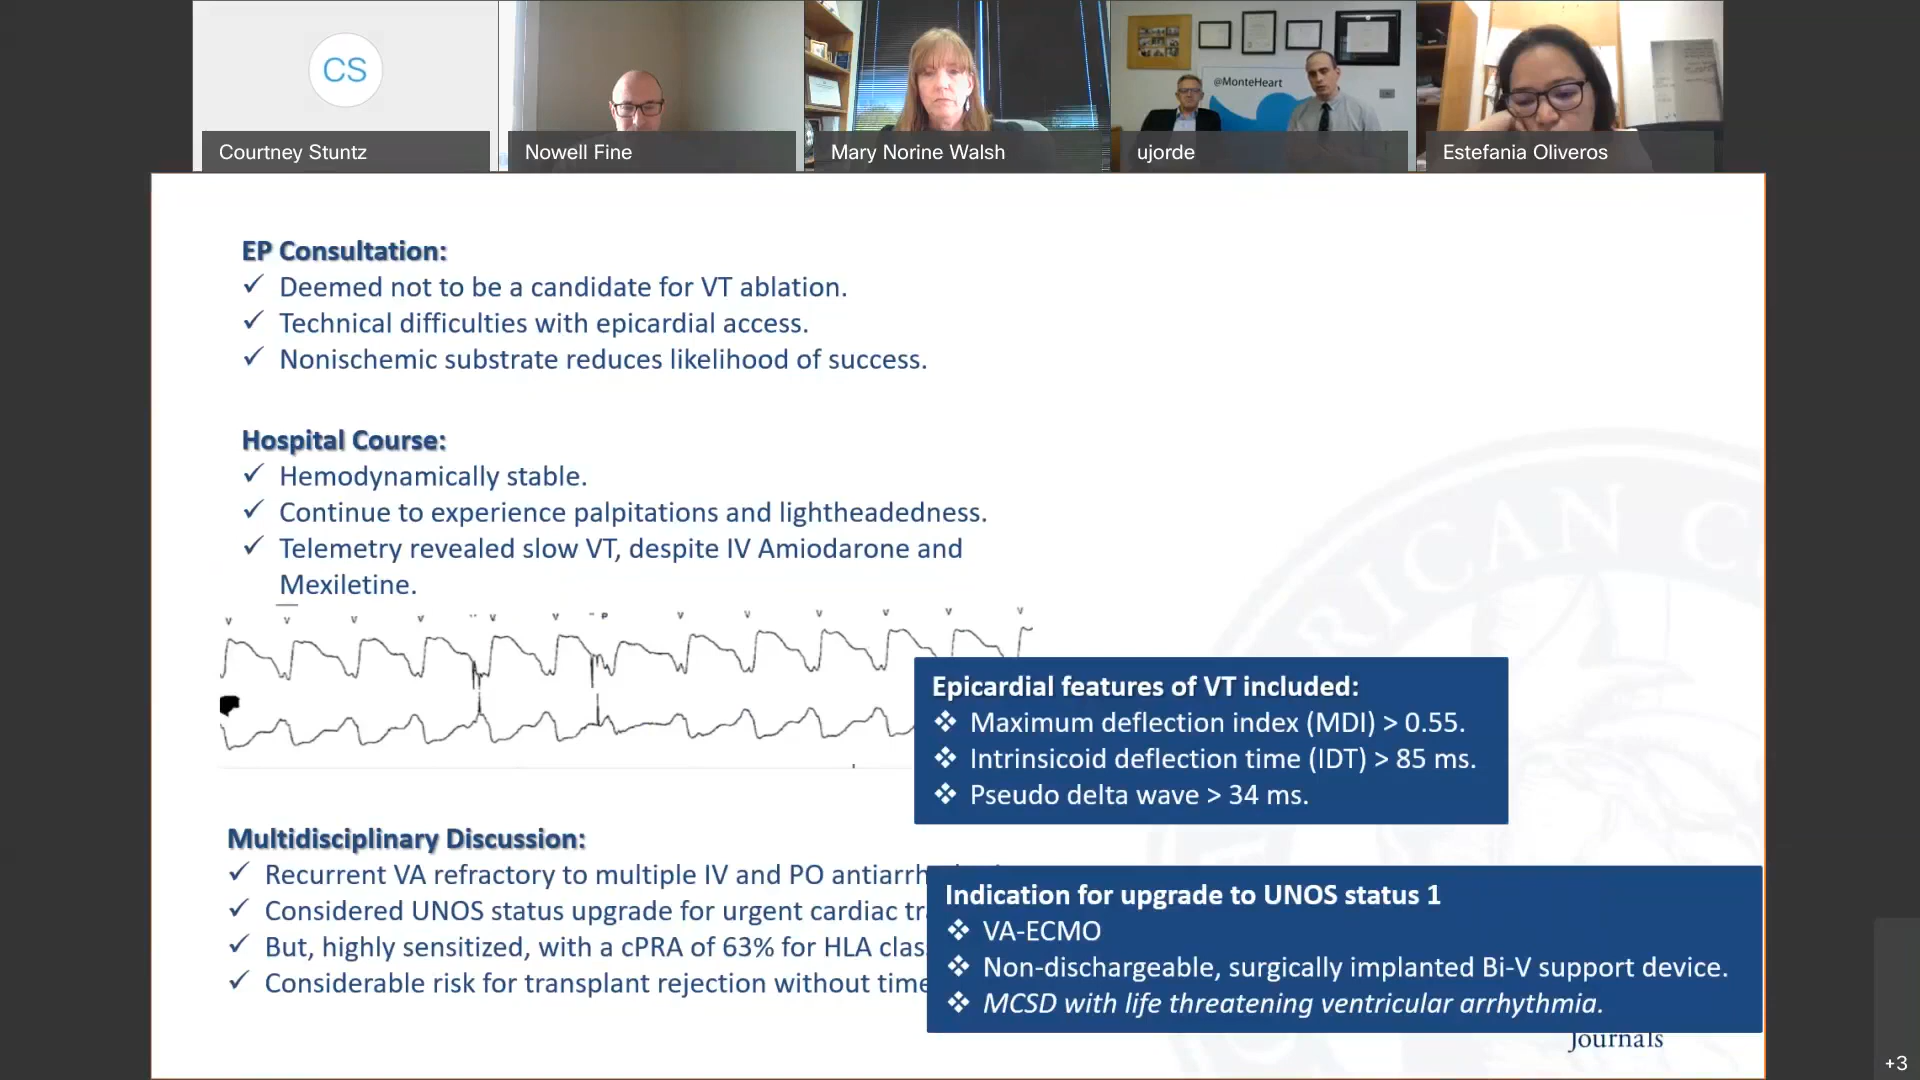 CS
Courtney Stuntz
Nowell Fine
Mary Norine Walsh
@MonteHeart
ujorde
Estefania Oliveros
EP Consultation:
✓ Deemed not to be a candidate for VT ablation.
✓ Technical difficulties with epicardial access.
✓ Nonischemic substrate reduces likelihood of success.
Hospital Course:
✓ Hemodynamically stable.
✓ Continue to experience palpitations and lightheadedness.
✓ Telemetry revealed slow VT, despite IV Amiodarone and
Mexiletine.
V V V V V V P V V V V V V
Epicardial features of VT included:
❖ Maximum deflection index (MDI) > 0.55.
❖ Intrinsicoid deflection time (IDT) > 85 ms.
❖ Pseudo delta wave > 34 ms.
Multidisciplinary Discussion:
✓ Recurrent VA refractory to multiple IV and PO antiarrh
✓ Considered UNOS status upgrade for urgent cardiac tr
✓ But, highly sensitized, with a cPRA of 63% for HLA clas
✓ Considerable risk for transplant rejection without time
Indication for upgrade to UNOS status 1
❖ VA-ECMO
❖ Non-dischargeable, surgically implanted Bi-V support device.
❖ MCSD with life threatening ventricular arrhythmia.
RICAN C
Journals
+3